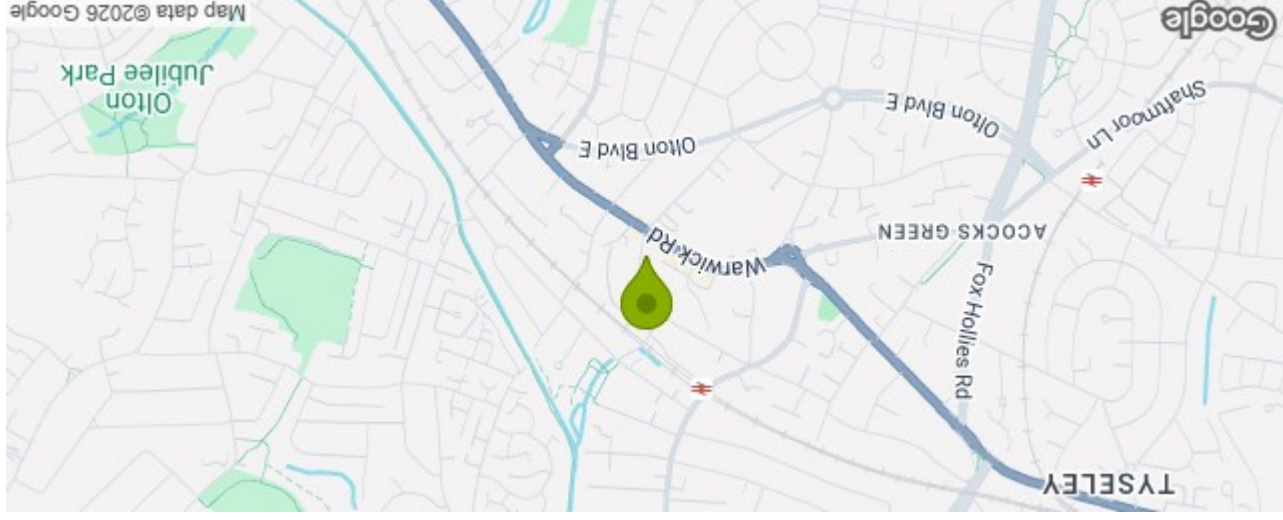 TYSELEY
Fox Hollies Rd
Warwick Rd
ACOCKS GREEN
Shaftmoor Ln
Olton Blvd E
Olton Blvd E
Olton
Jubilee Park
Google
Map data ©2026 Google